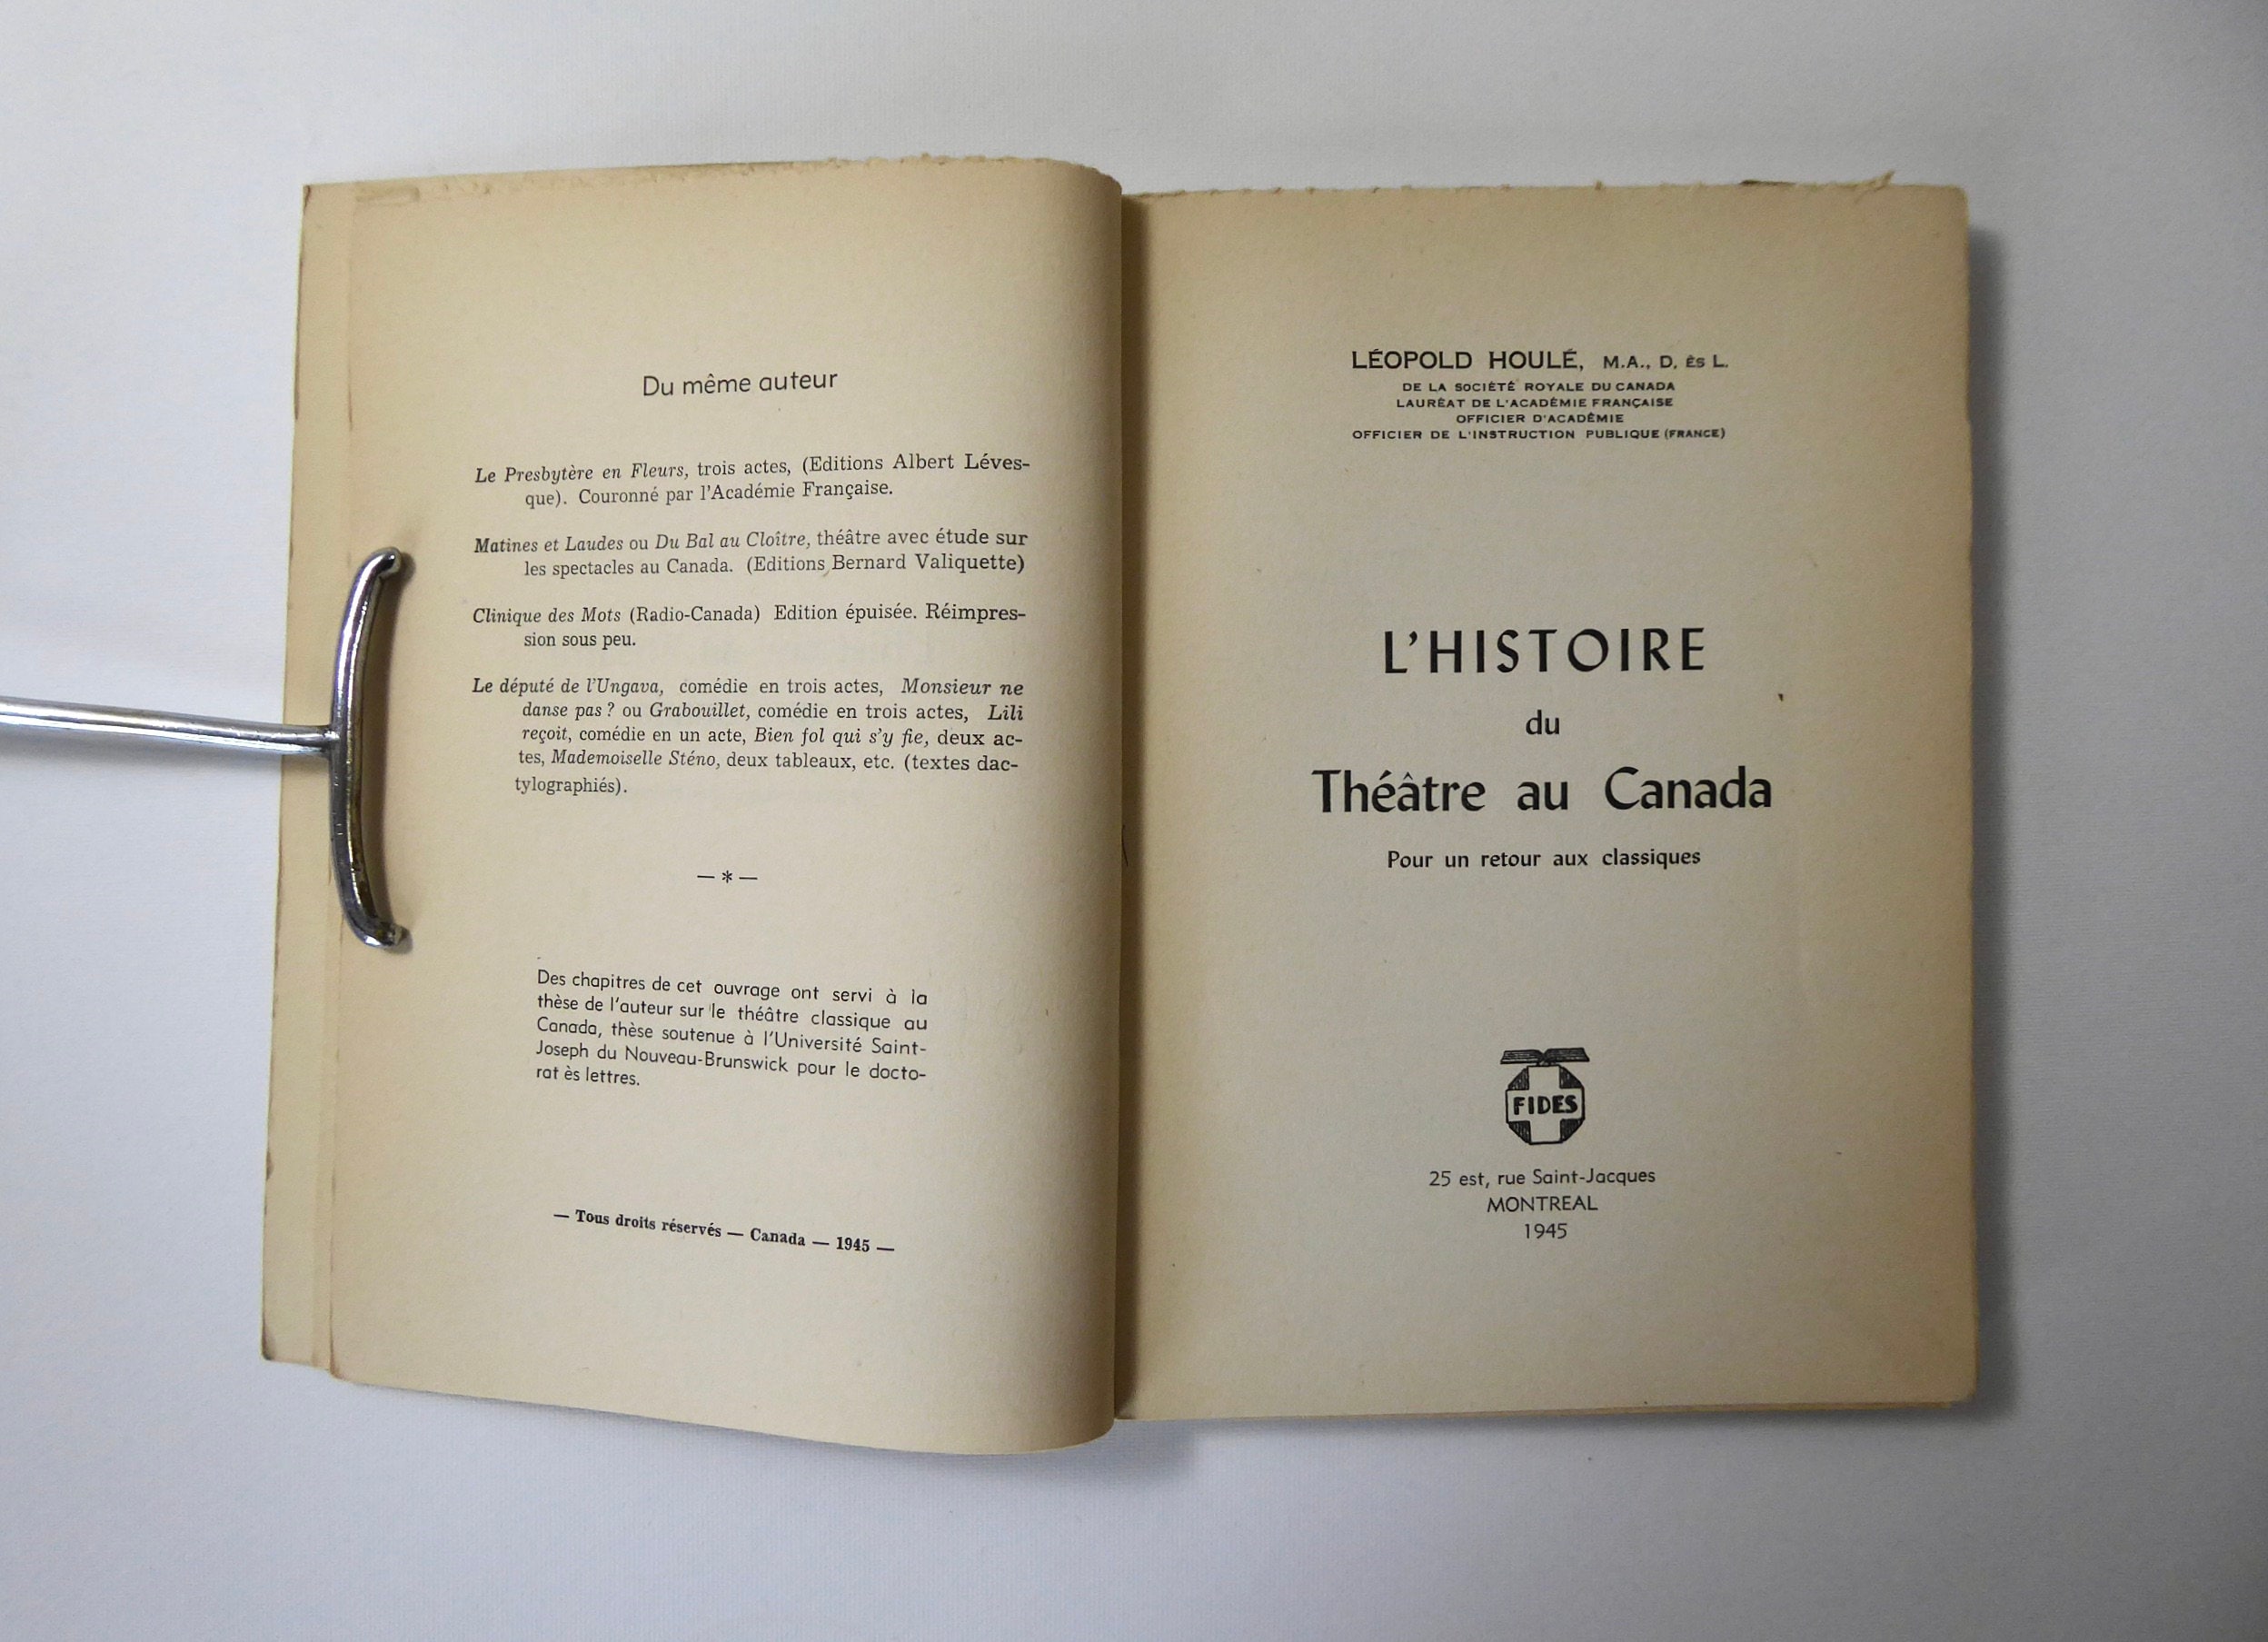 Du même auteur
Le Presbytère en Fleurs, trois actes, (Editions Albert Léves-
que). Couronné par l'Académie Française.
Matines et Laudes ou Du Bal au Cloître, théâtre avec étude sur
les spectacles au Canada. (Editions Bernard Valiquette)
Clinique des Mots (Radio-Canada) Edition épuisée. Réimpres-
sion sous peu.
Le député de l'Ungava, comédie en trois actes, Monsieur ne
danse pas ? ou Grabouillet, comédie en trois actes, Lili
reçoit, comédie en un acte, Bien fol qui s'y fie, deux ac-
tes, Mademoiselle Sténo, deux tableaux, etc. (textes dac-
tylographiés).
— * —
Des chapitres de cet ouvrage ont servi à la
thèse de l'auteur sur le théâtre classique au
Canada, thèse soutenue à l'Université Saint-
Joseph du Nouveau-Brunswick pour le docto-
rat ès lettres.
— Tous droits réservés — Canada — 1945 —
LÉOPOLD HOULÉ, M.A., D. ÈS L.
DE LA SOCIÉTÉ ROYALE DU CANADA
LAURÉAT DE L'ACADÉMIE FRANÇAISE
OFFICIER D'ACADÉMIE
OFFICIER DE L'INSTRUCTION PUBLIQUE (FRANCE)
L'HISTOIRE
du
Théâtre au Canada
Pour un retour aux classiques
FIDES
25 est, rue Saint-Jacques
MONTREAL
1945